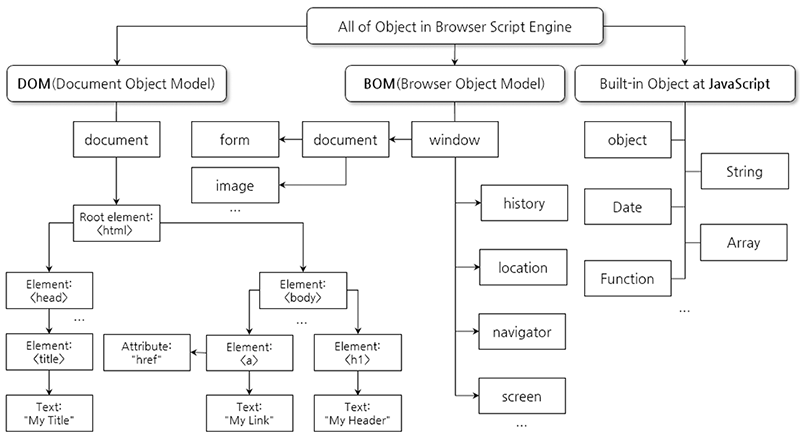 All of Object in Browser Script Engine
DOM(Document Object Model)
BOM(Browser Object Model)
Built-in Object at JavaScript
document
form
document
window
object
image
...
String
history
Date
Root element:
<html>
Array
location
Function
Element:
<head>
...
Element:
<body>
...
...
navigator
Element:
<title>
Attribute:
"href"
Element:
<a>
Element:
<h1>
screen
...
Text:
"My Title"
Text:
"My Link"
Text:
"My Header"